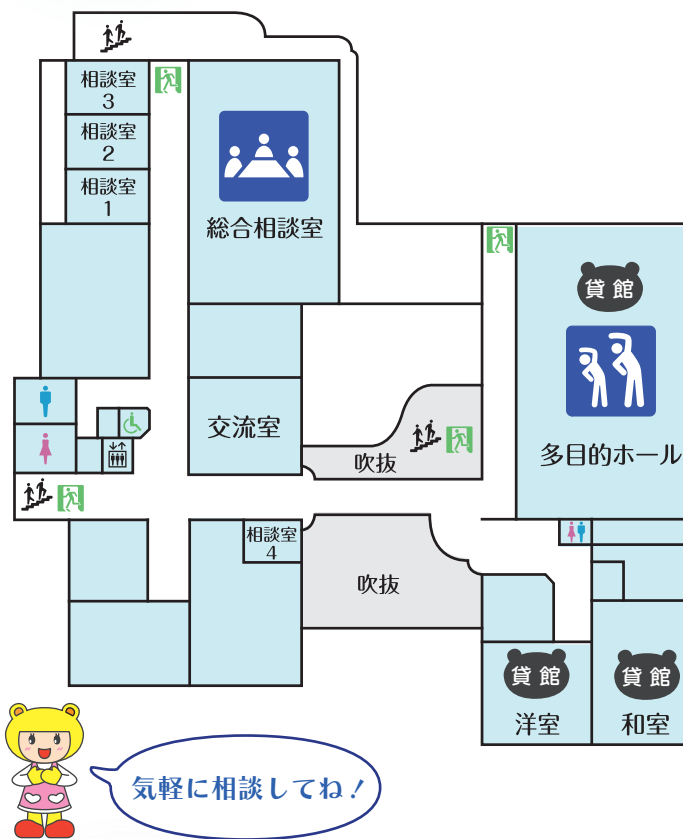 相談室
3
相談室
2
相談室
1
総合相談室
貸館
多目的ホール
交流室
吹抜
相談室
4
吹抜
貸館
洋室
貸館
和室
気軽に相談してね！